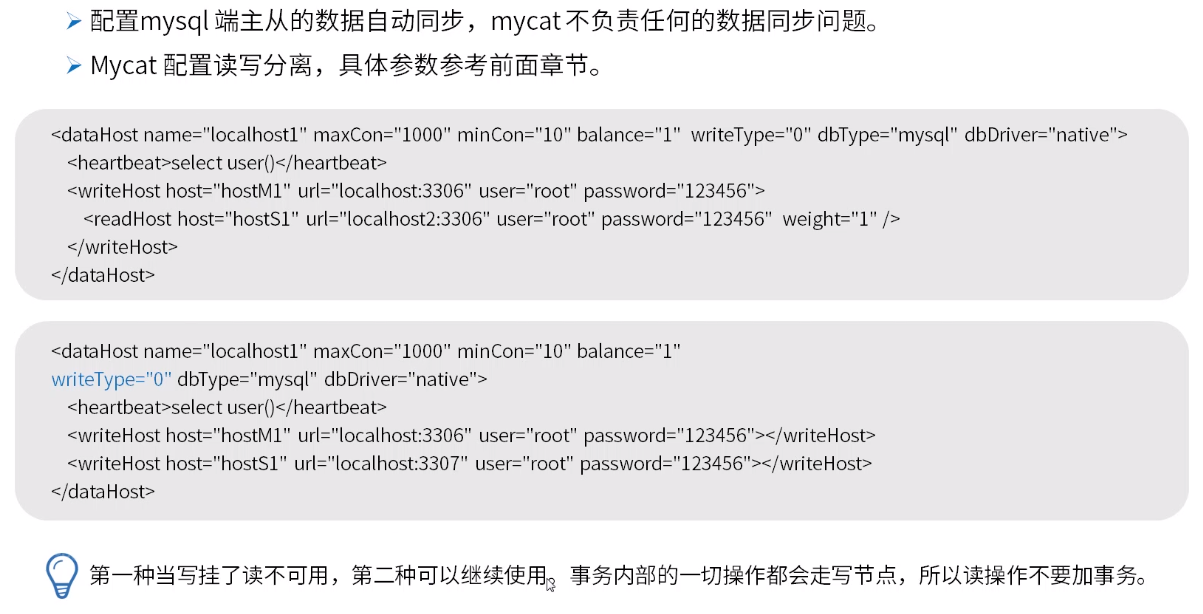 配置mysql 端主从的数据自动同步，mycat 不负责任何的数据同步问题。
Mycat 配置读写分离，具体参数参考前面章节。
<dataHost name="localhost1" maxCon="1000" minCon="10" balance="1"  writeType="0" dbType="mysql" dbDriver="native">
<heartbeat>select user()</heartbeat>
<writeHost host="hostM1" url="localhost:3306" user="root" password="123456">
<readHost host="hostS1" url="localhost2:3306" user="root" password="123456"  weight="1" />
</writeHost>
</dataHost>
<dataHost name="localhost1" maxCon="1000" minCon="10" balance="1"
writeType="0" dbType="mysql" dbDriver="native">
<heartbeat>select user()</heartbeat>
<writeHost host="hostM1" url="localhost:3306" user="root" password="123456"></writeHost>
<writeHost host="hostS1" url="localhost:3307" user="root" password="123456"></writeHost>
</dataHost>
第一种当写挂了读不可用，第二种可以继续使用。事务内部的一切操作都会走写节点，所以读操作不要加事务。